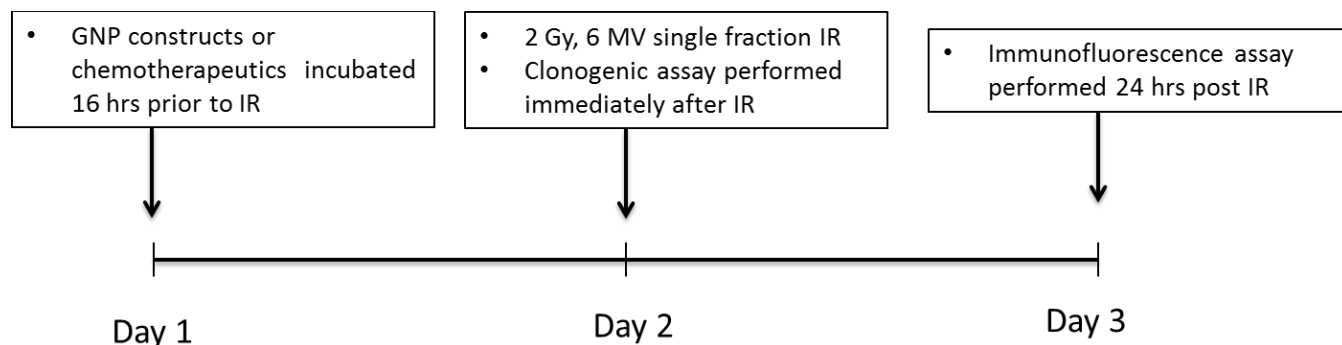 • GNP constructs or
chemotherapeutics incubated
16 hrs prior to IR
• 2 Gy, 6 MV single fraction IR
• Clonogenic assay performed
immediately after IR
• Immunofluorescence assay
performed 24 hrs post IR
Day 1
Day 2
Day 3